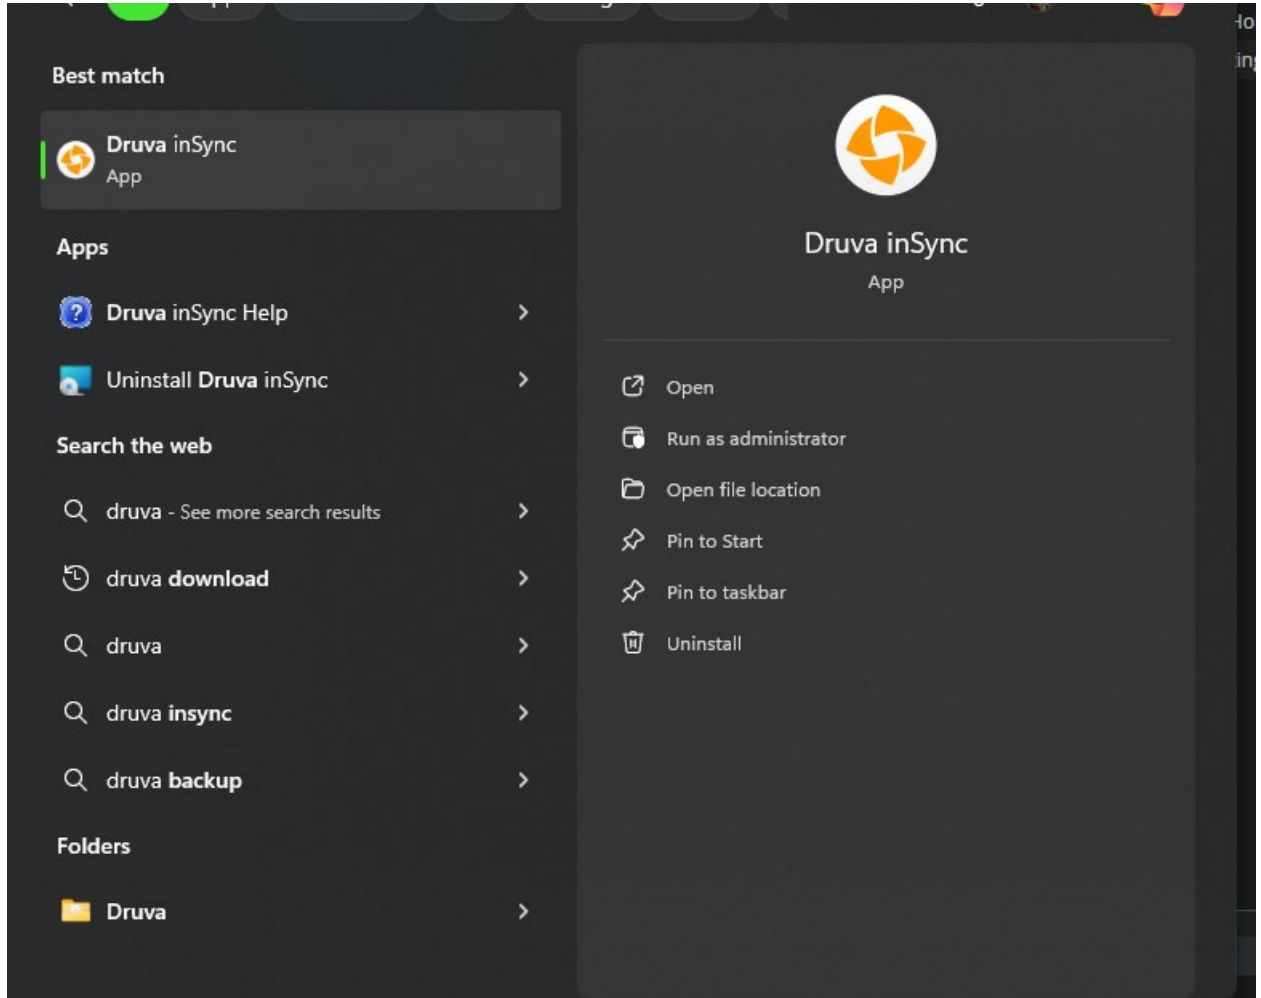 Best match
Druva inSync
App
Apps
Druva inSync Help
Uninstall Druva inSync
Search the web
druva - See more search results
druva download
druva
druva insync
druva backup
Folders
Druva
Druva inSync
App
Open
Run as administrator
Open file location
Pin to Start
Pin to taskbar
Uninstall